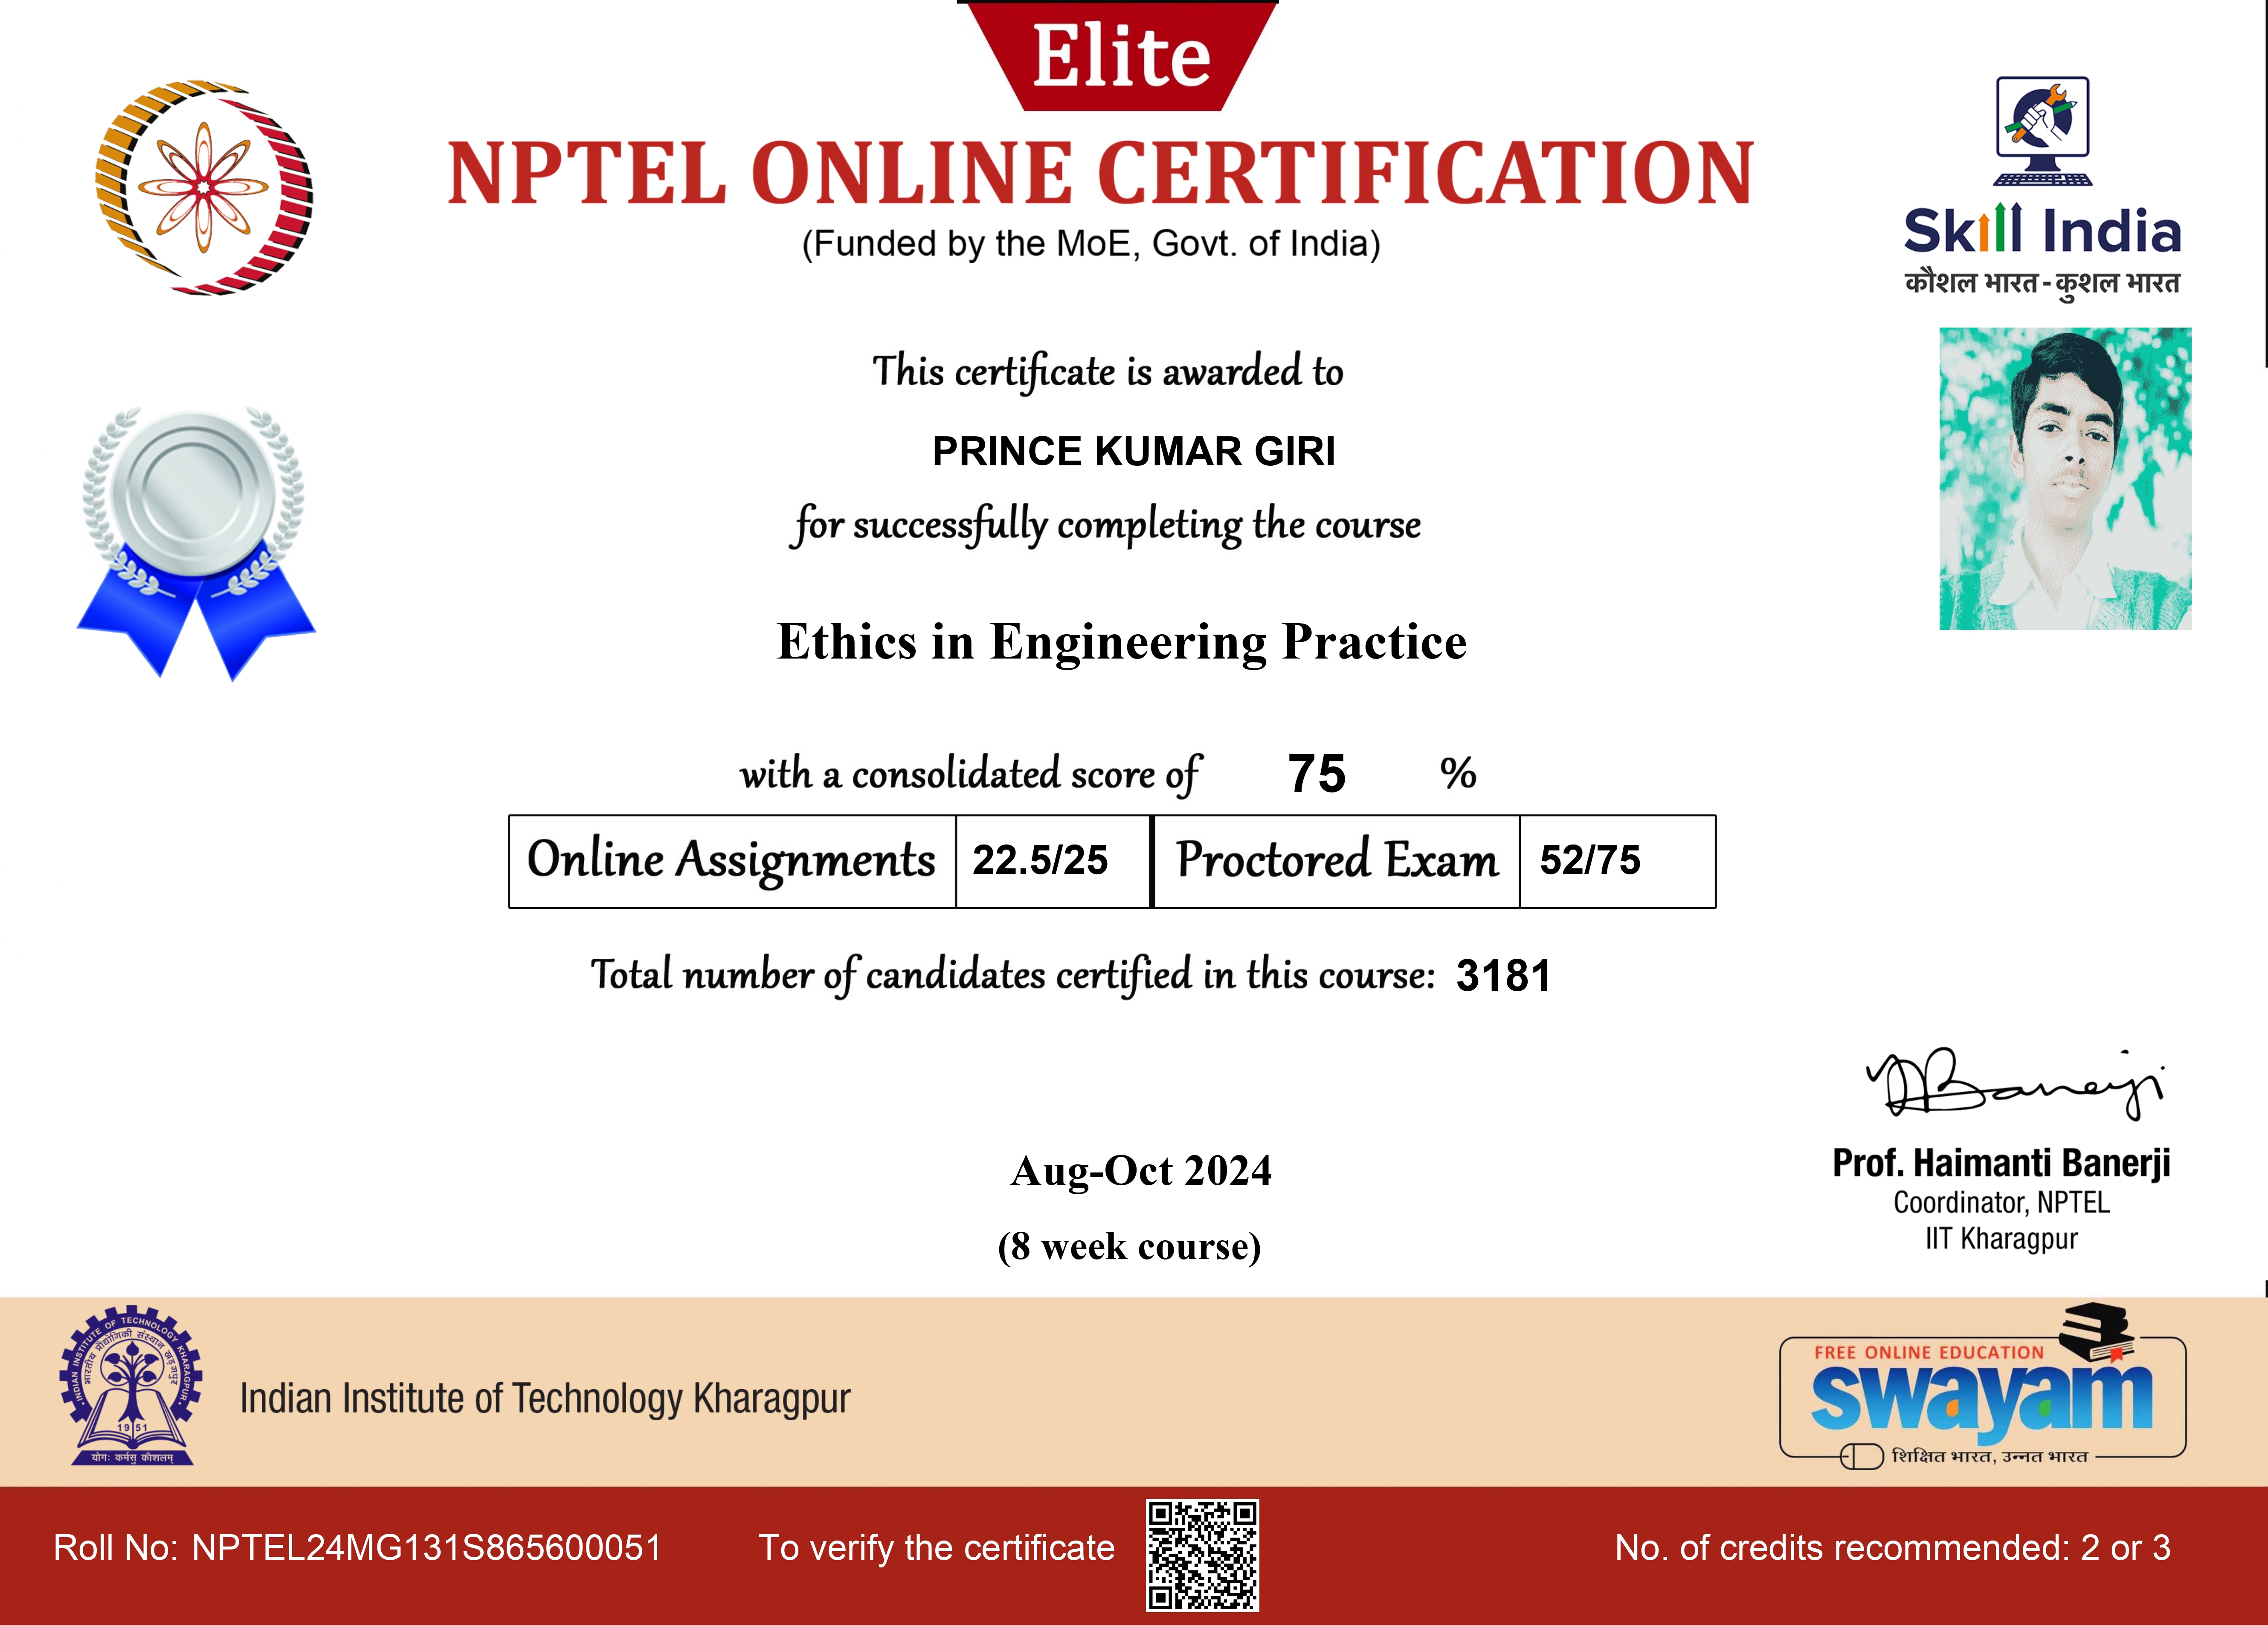 Elite
NPTEL ONLINE CERTIFICATION
(Funded by the MoE, Govt. of India)
Skill India
कौशल भारत - कुशल भारत
This certificate is awarded to
PRINCE KUMAR GIRI
for successfully completing the course
Ethics in Engineering Practice
with a consolidated score of 75 %
Online Assignments 22.5/25 Proctored Exam 52/75
Total number of candidates certified in this course: 3181
Prof. Haimanti Banerji
Coordinator, NPTEL
IIT Kharagpur
Aug-Oct 2024
(8 week course)
INDIAN INSTITUTE OF TECHNOLOGY KHARAGPUR
भारतीय प्रौद्योगिकी संस्थान खड़गपुर
1951
योगः कर्मसु कौशलम्
Indian Institute of Technology Kharagpur
FREE ONLINE EDUCATION
swayam
शिक्षित भारत, उन्नत भारत
Roll No: NPTEL24MG131S865600051 To verify the certificate No. of credits recommended: 2 or 3